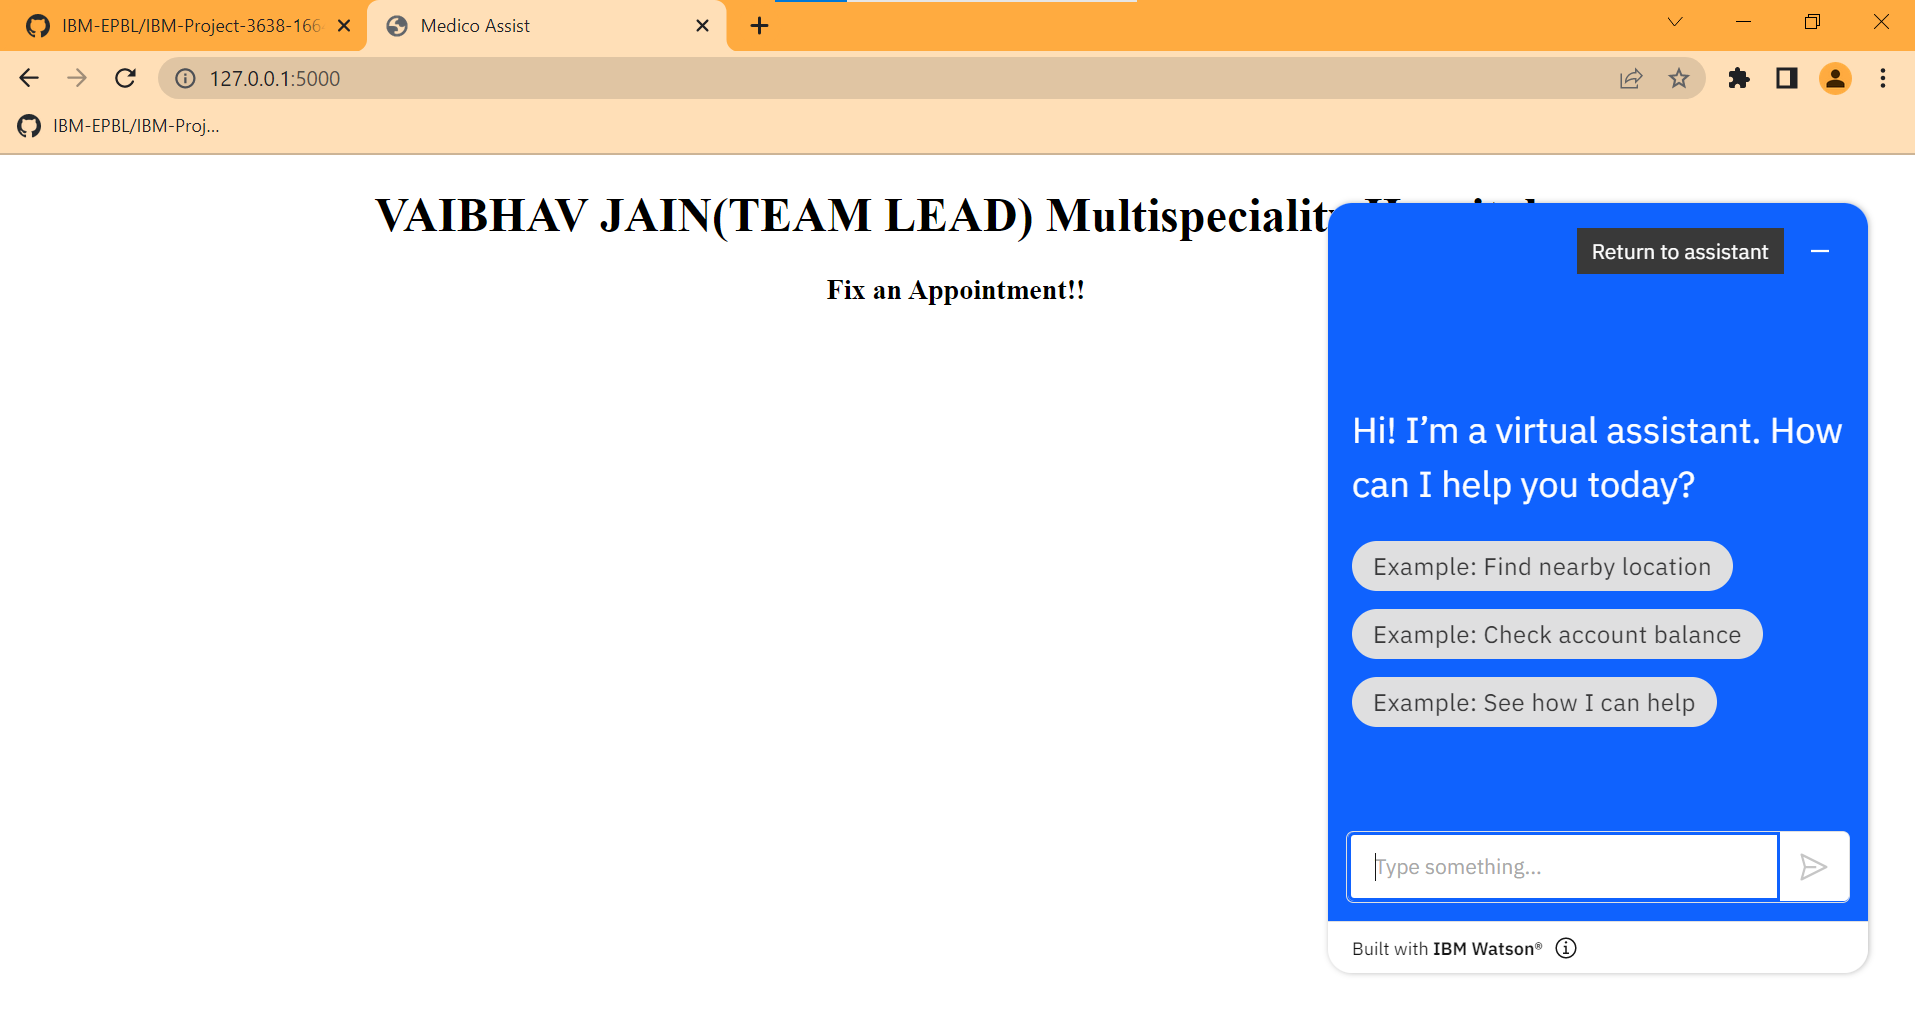 IBM-EPBL/IBM-Project-3638-166
Medico Assist
127.0.0.1:5000
IBM-EPBL/IBM-Proj...
VAIBHAV JAIN(TEAM LEAD) Multispeciality
Fix an Appointment!!
Return to assistant
Hi! I’m a virtual assistant. How
can I help you today?
Example: Find nearby location
Example: Check account balance
Example: See how I can help
Type something...
Built with IBM Watson®